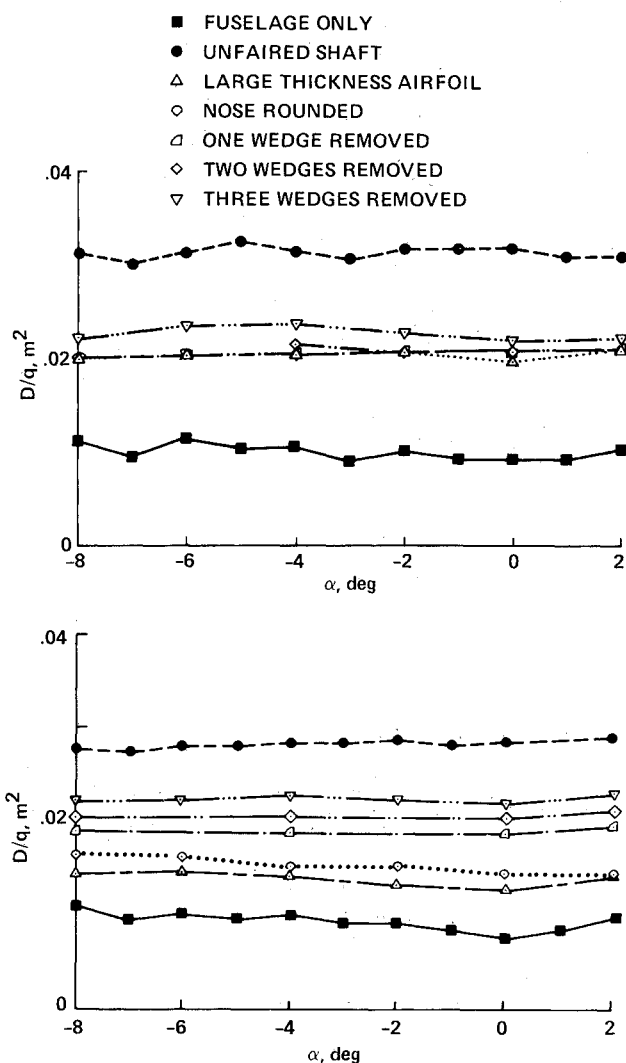 FUSELAGE ONLY
UNFAIRED SHAFT
LARGE THICKNESS AIRFOIL
NOSE ROUNDED
ONE WEDGE REMOVED
TWO WEDGES REMOVED
THREE WEDGES REMOVED
.04
D/q, m²
.02
0
-8 -6 -4 -2 0 2
α, deg
.04
D/q, m²
.02
0
-8 -6 -4 -2 0 2
α, deg